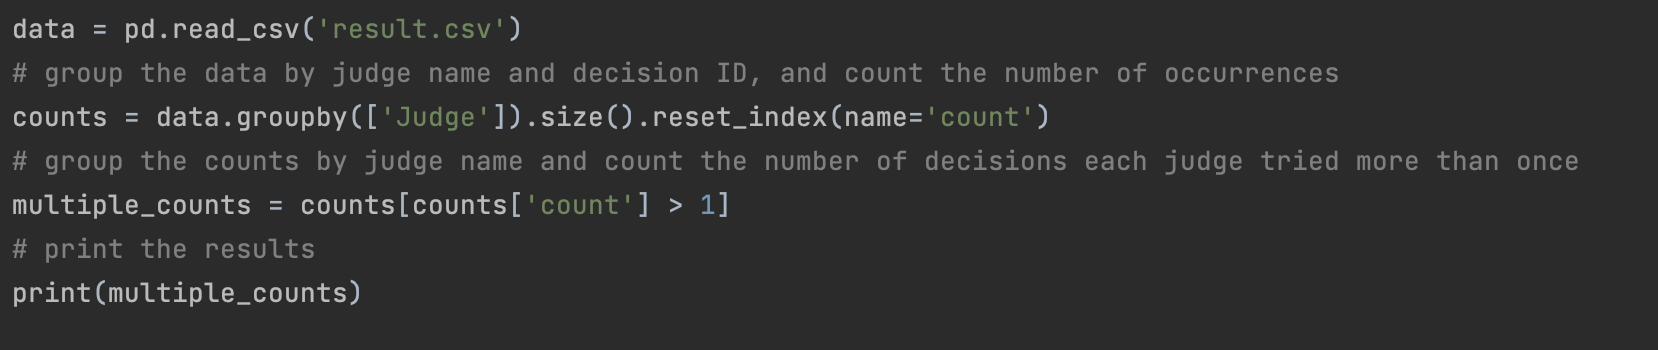 data = pd.read_csv('result.csv')
# group the data by judge name and decision ID, and count the number of occurrences
counts = data.groupby(['Judge']).size().reset_index(name='count')
# group the counts by judge name and count the number of decisions each judge tried more than once
multiple_counts = counts[counts['count'] > 1]
# print the results
print(multiple_counts)